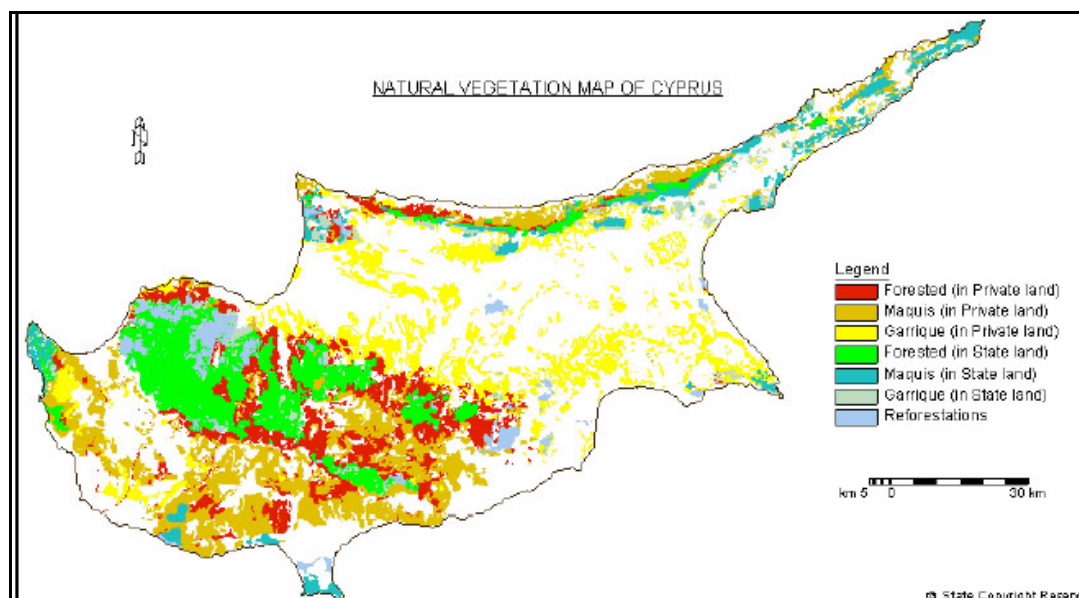 NATURAL VEGETATION MAP OF CYPRUS
N
Legend
Forested (in Private land)
Maquis (in Private land)
Garrique (in Private land)
Forested (in State land)
Maquis (in State land)
Garrique (in State land)
Reforestations
km 5 0 30 km
© State Copyright Reserv